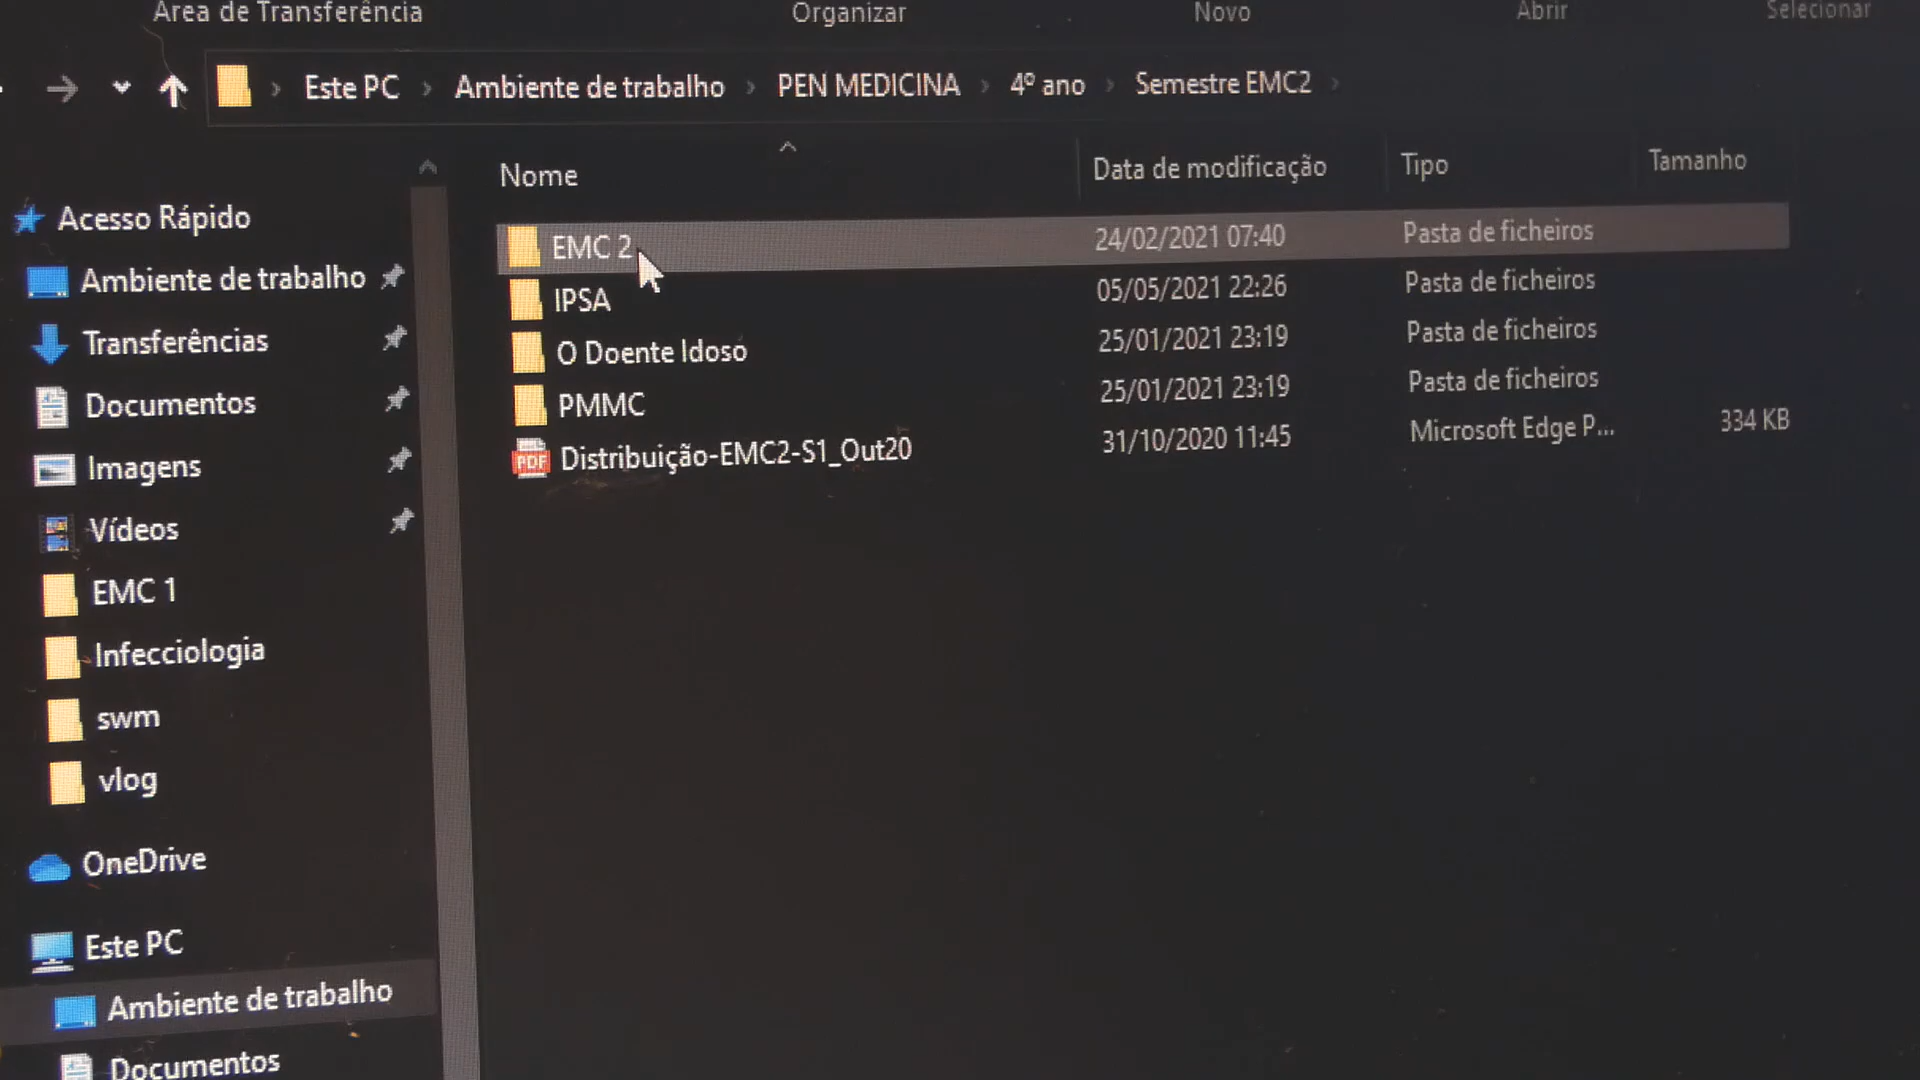 Área de Transferência Organizar Novo Abrir Selecionar
Este PC Ambiente de trabalho PEN MEDICINA 4º ano Semestre EMC2
Nome Data de modificação Tipo Tamanho
EMC 2 24/02/2021 07:40 Pasta de ficheiros
IPSA 05/05/2021 22:26 Pasta de ficheiros
O Doente Idoso 25/01/2021 23:19 Pasta de ficheiros
PMMC 25/01/2021 23:19 Pasta de ficheiros
PDF Distribuição-EMC2-S1_Out20 31/10/2020 11:45 Microsoft Edge P... 334 KB
Acesso Rápido
Ambiente de trabalho
Transferências
Documentos
Imagens
Vídeos
EMC 1
Infecciologia
swm
vlog
OneDrive
Este PC
Ambiente de trabalho
Documentos